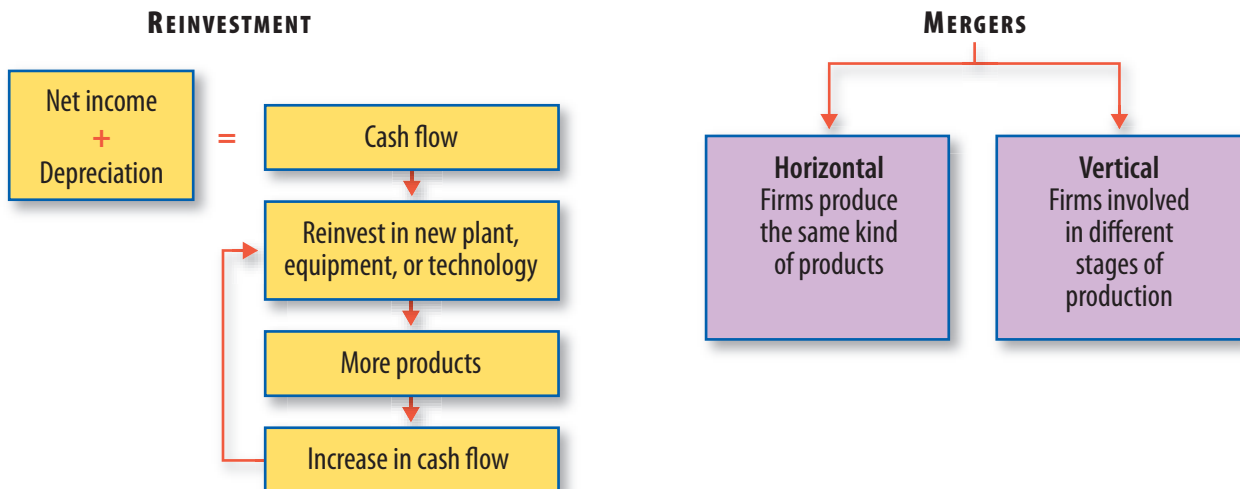 REINVESTMENT
Net income
+
Depreciation
=
Cash flow
Reinvest in new plant,
equipment, or technology
More products
Increase in cash flow
MERGERS
Horizontal
Firms produce
the same kind
of products
Vertical
Firms involved
in different
stages of
production